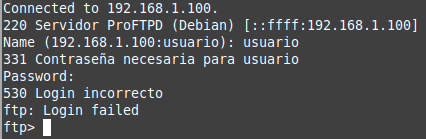 Connected to 192.168.1.100.
220 Servidor ProFTPD (Debian) [::ffff:192.168.1.100]
Name (192.168.1.100:usuario): usuario
331 Contraseña necesaria para usuario
Password:
530 Login incorrecto
ftp: Login failed
ftp>